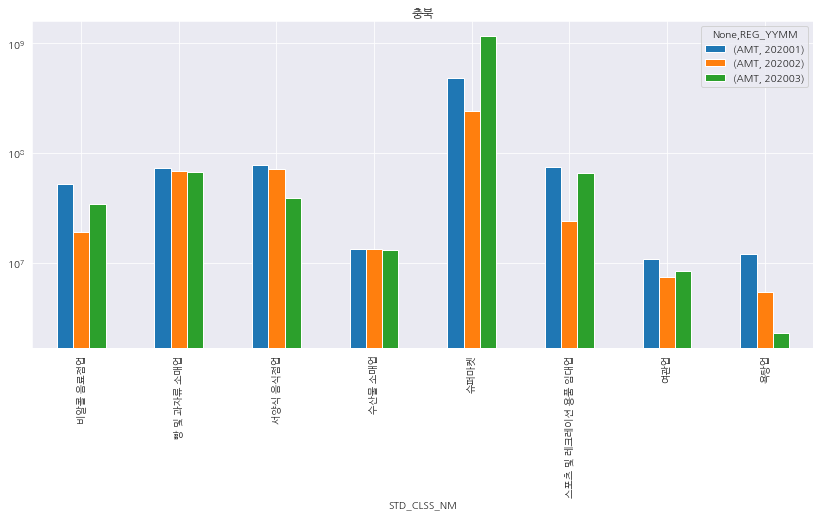 충북
None,REG_YYMM
(AMT, 202001)
(AMT, 202002)
(AMT, 202003)
10⁹
10⁸
10⁷
비알콜 음료점업
빵 및 과자류 소매업
서양식 음식점업
수산물 소매업
슈퍼마켓
스포츠 및 레크레이션 용품 임대업
여관업
욕탕업
STD_CLSS_NM